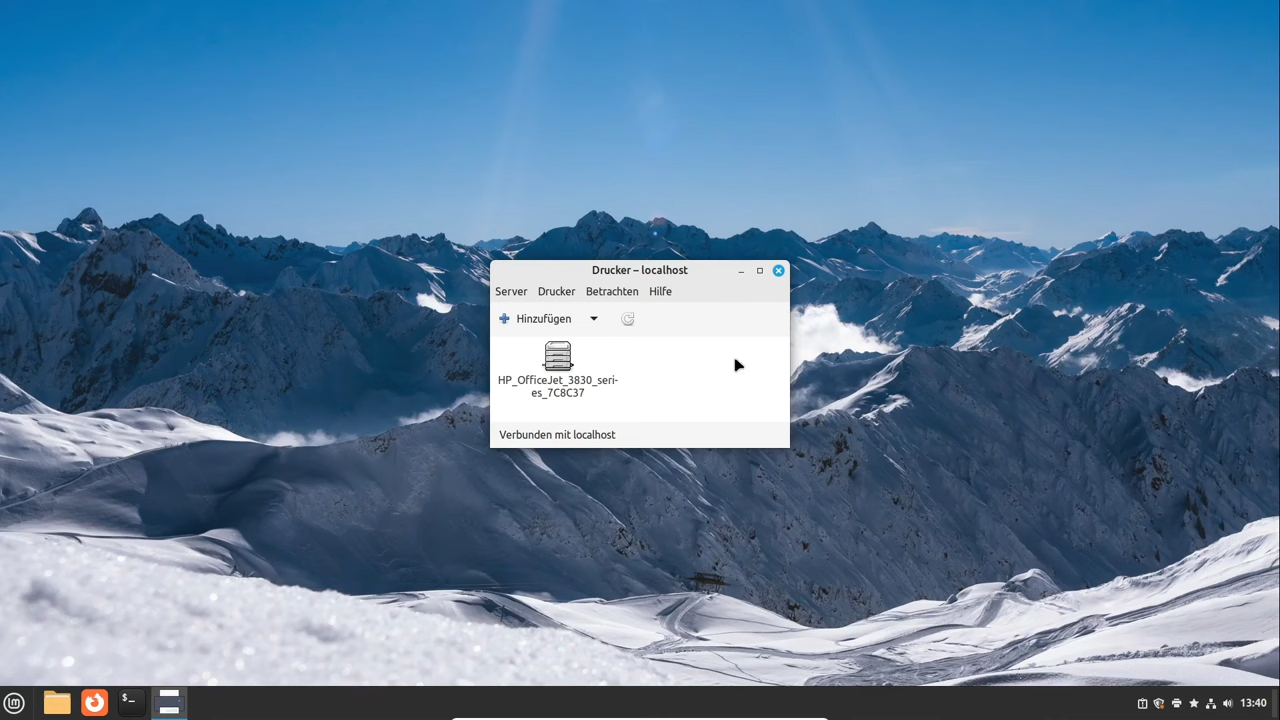 Drucker – localhost
Server Drucker Betrachten Hilfe
Hinzufügen
HP_OfficeJet_3830_seri-
es_7C8C37
Verbunden mit localhost
13:40